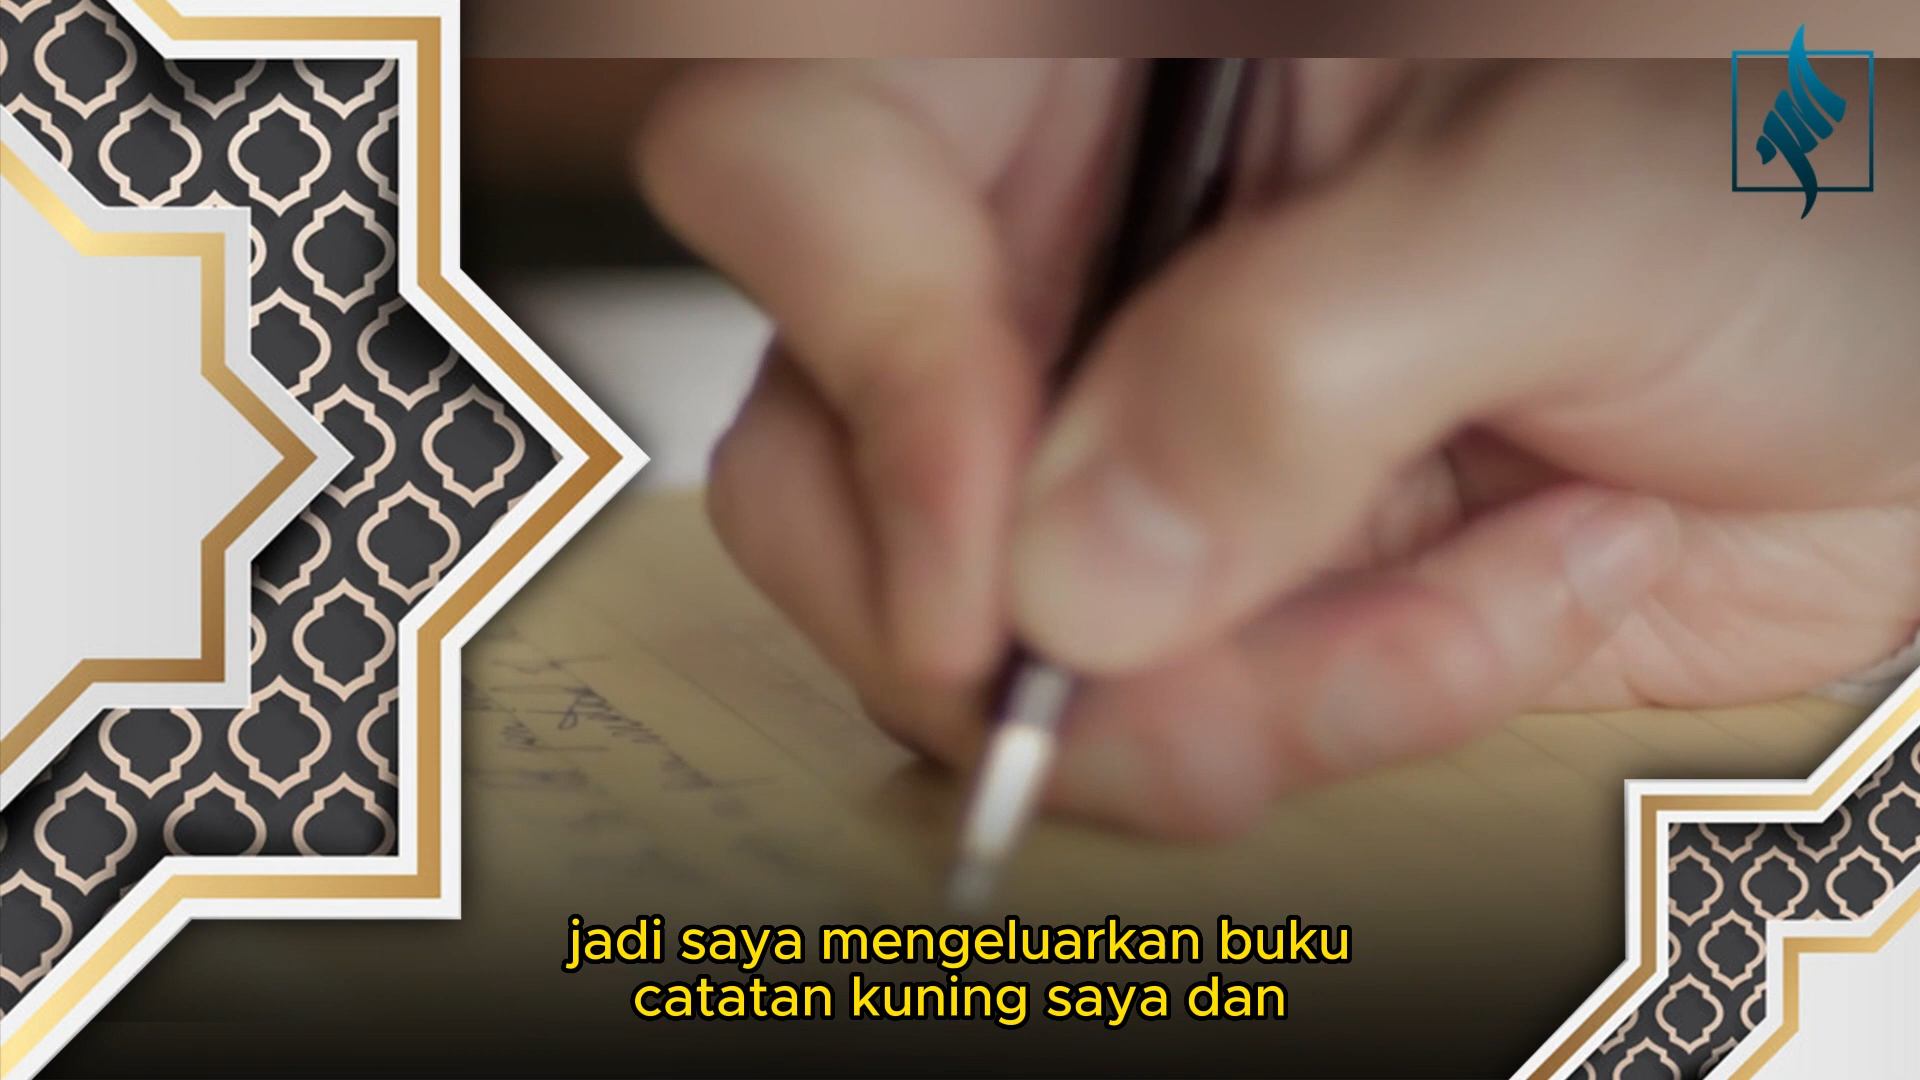 jadi saya mengeluarkan buku
catatan kuning saya dan